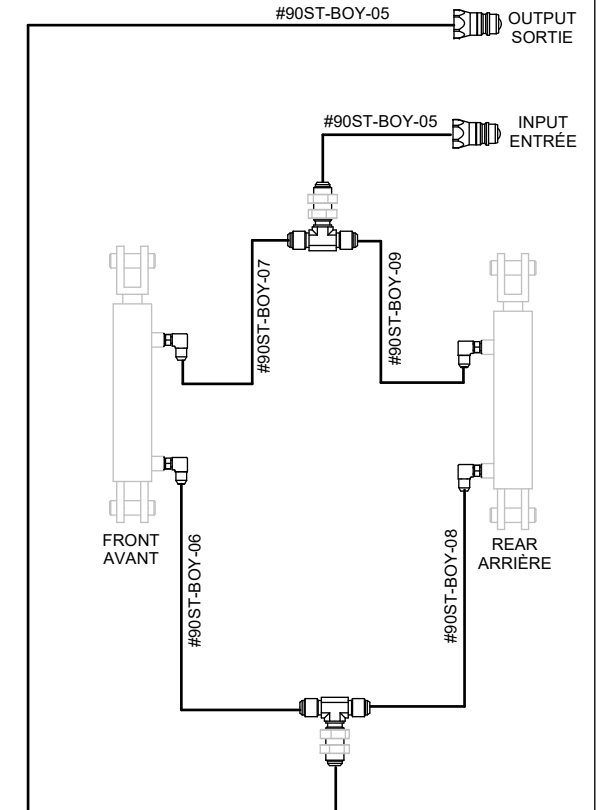 #90ST-BOY-05
OUTPUT
SORTIE
#90ST-BOY-05
INPUT
ENTRÉE
#90ST-BOY-07
#90ST-BOY-09
FRONT
AVANT
#90ST-BOY-06
#90ST-BOY-08
REAR
ARRIÈRE